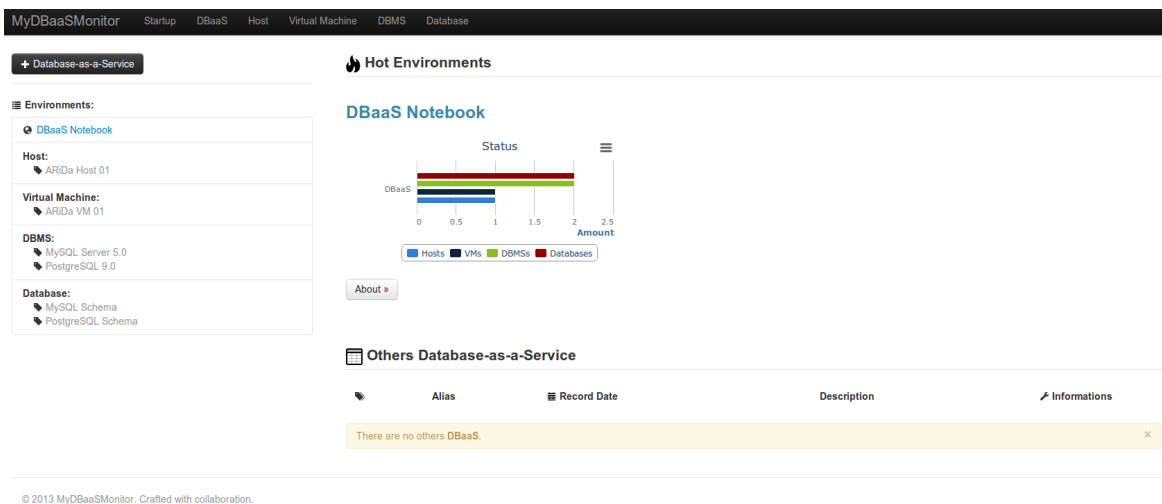 MyDBaaSMonitor Startup DBaaS Host Virtual Machine DBMS Database
+ Database-as-a-Service
Environments:
DBaaS Notebook
Host:
ARiDa Host 01
Virtual Machine:
ARiDa VM 01
DBMS:
MySQL Server 5.0
PostgreSQL 9.0
Database:
MySQL Schema
PostgreSQL Schema
Hot Environments
DBaaS Notebook
Status
DBaaS
0 0.5 1 1.5 2 2.5
Amount
Hosts VMs DBMSs Databases
About »
Others Database-as-a-Service
Alias Record Date Description Informations
There are no others DBaaS. ×
© 2013 MyDBaaSMonitor. Crafted with collaboration.